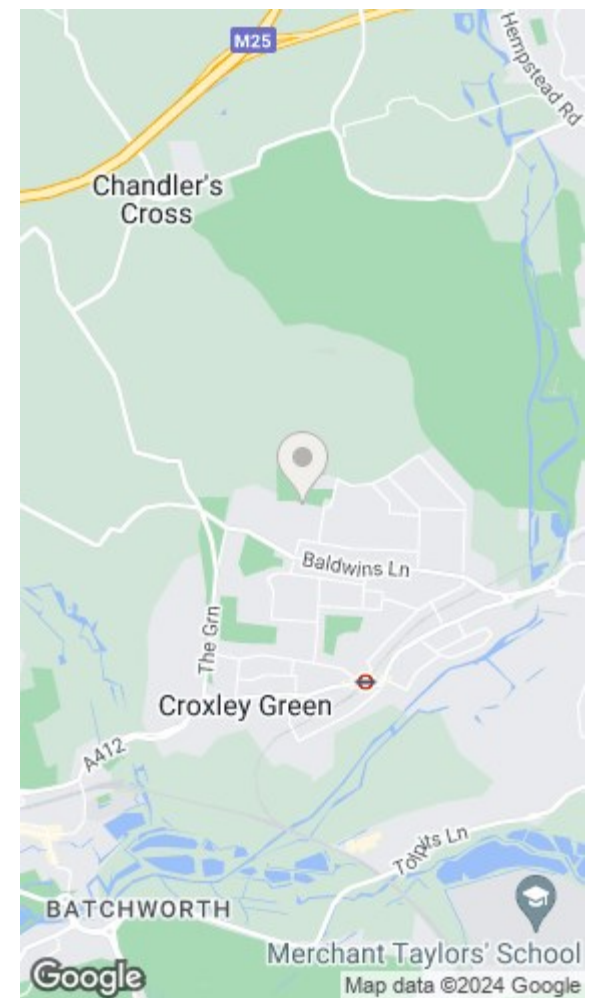 M25
Hempstead Rd
Chandler's
Cross
Baldwins Ln
The Grn
Croxley Green
A412
Tolpits Ln
BATCHWORTH
Merchant Taylors' School
Google
Map data ©2024 Google